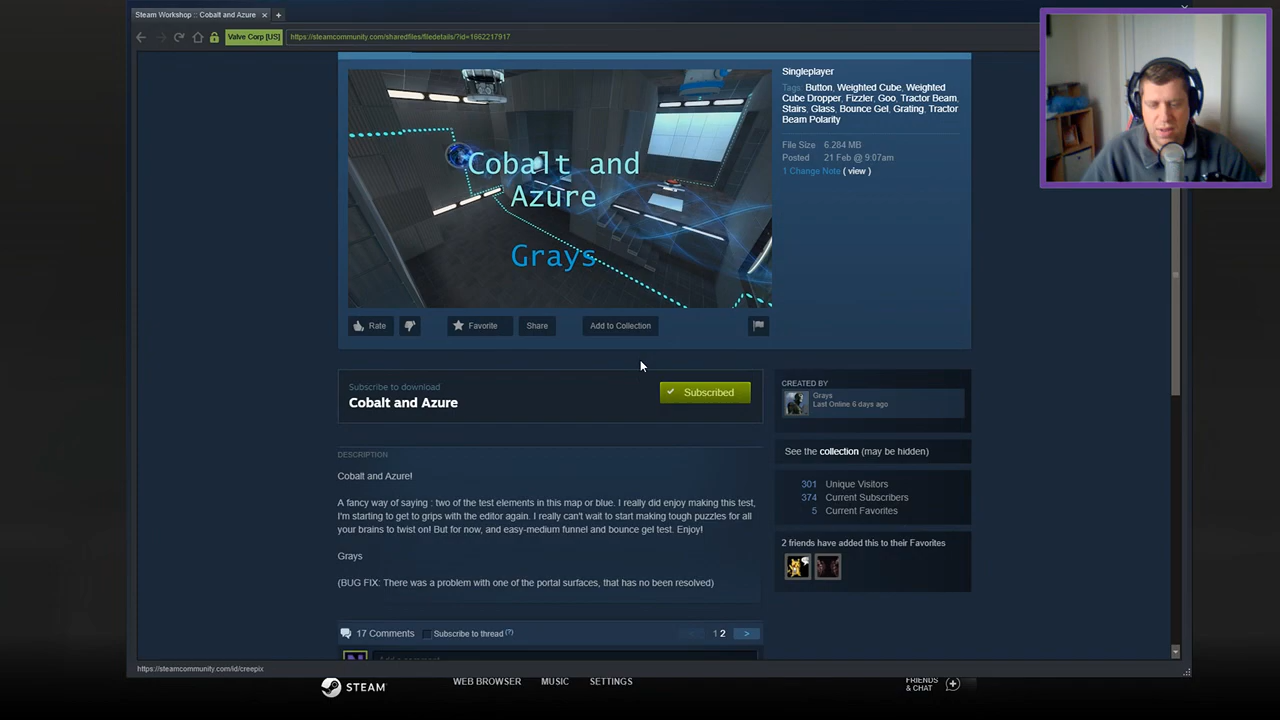 Steam Workshop :: Cobalt and Azure × +
Valve Corp [US] https://steamcommunity.com/sharedfiles/filedetails/?id=1662217917
Cobalt and
Azure
Grays
Singleplayer
Tags: Button, Weighted Cube, Weighted
Cube Dropper, Fizzler, Goo, Tractor Beam,
Stairs, Glass, Bounce Gel, Grating, Tractor
Beam Polarity
File Size 6.284 MB
Posted 21 Feb @ 9:07am
1 Change Note ( view )
Rate Favorite Share Add to Collection
Subscribe to download
Cobalt and Azure
Subscribed
CREATED BY
Grays
Last Online 6 days ago
See the collection (may be hidden)
301 Unique Visitors
374 Current Subscribers
5 Current Favorites
2 friends have added this to their Favorites
DESCRIPTION
Cobalt and Azure!
A fancy way of saying : two of the test elements in this map or blue. I really did enjoy making this test,
I'm starting to get to grips with the editor again. I really can't wait to start making tough puzzles for all
your brains to twist on! But for now, and easy-medium funnel and bounce gel test. Enjoy!
Grays
(BUG FIX: There was a problem with one of the portal surfaces, that has no been resolved)
17 Comments Subscribe to thread (?) < 1 2 >
Add a comment
https://steamcommunity.com/id/creepix
STEAM WEB BROWSER MUSIC SETTINGS
FRIENDS
& CHAT